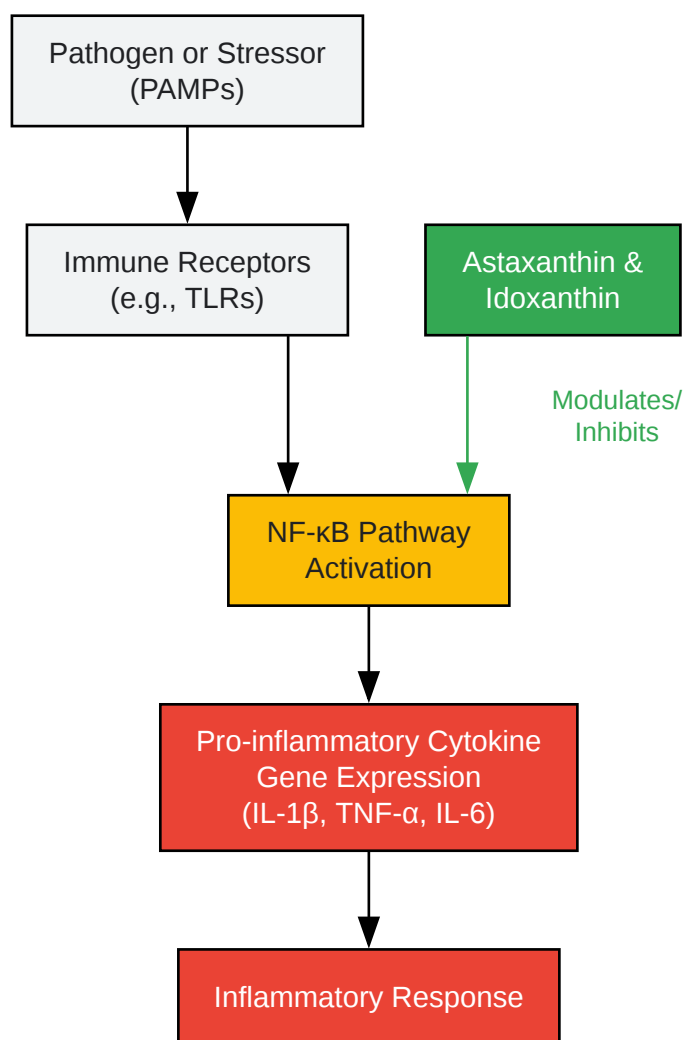 Pathogen or Stressor
(PAMPs)
Immune Receptors
(e.g., TLRs)
Astaxanthin &
Idoxanthin
Modulates/
Inhibits
NF-κB Pathway
Activation
Pro-inflammatory Cytokine
Gene Expression
(IL-1β, TNF-α, IL-6)
Inflammatory Response